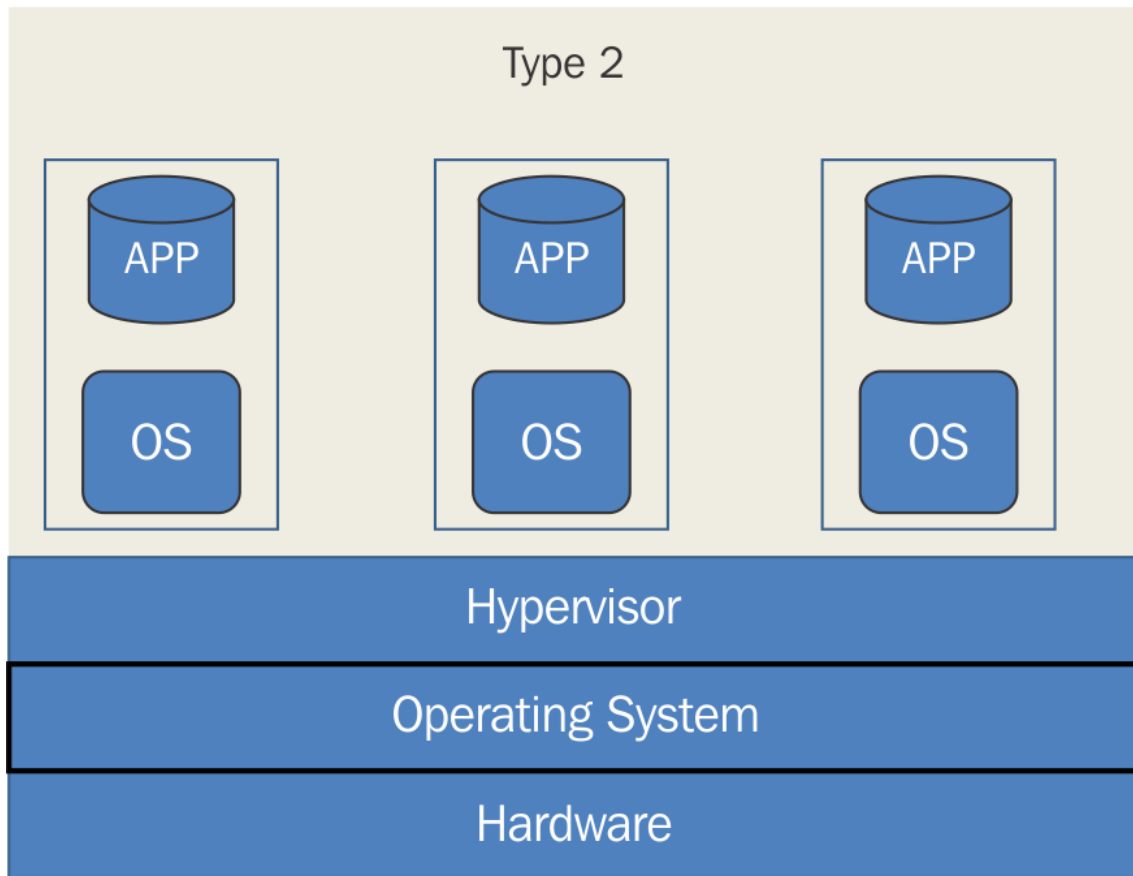 Type 2
APP APP APP
OS OS OS
Hypervisor
Operating System
Hardware